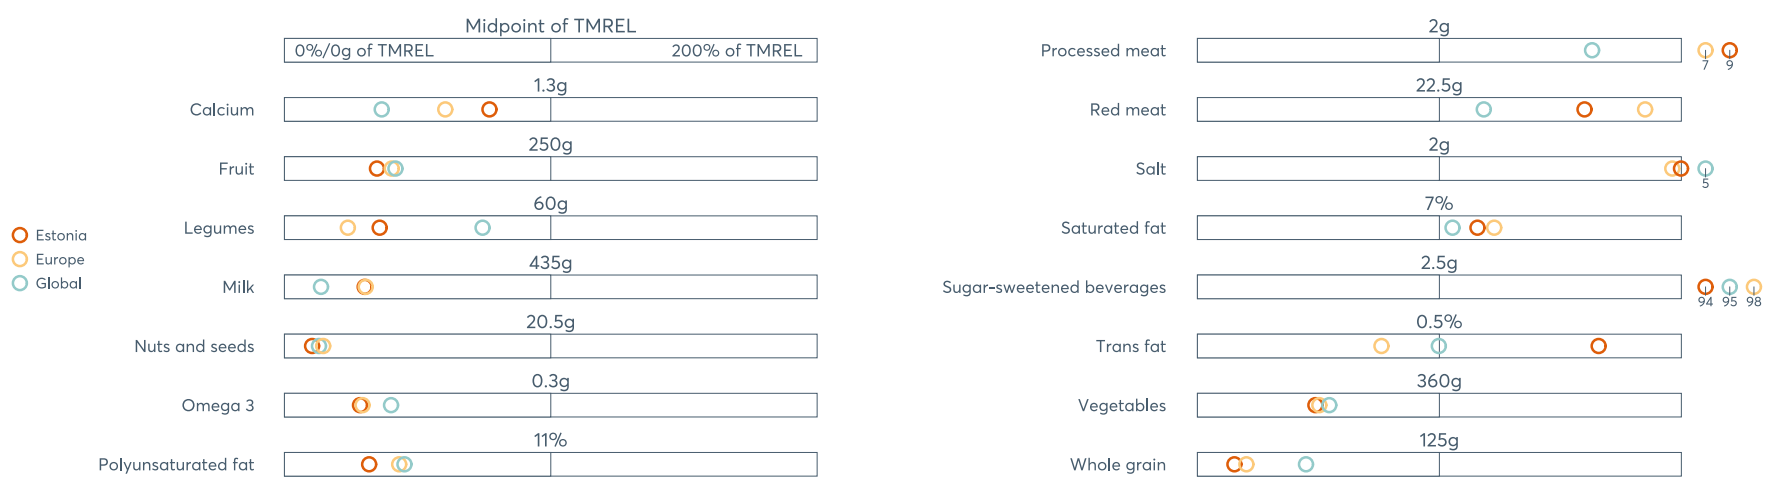 Midpoint of TMREL
0%/0g of TMREL
200% of TMREL
1.3g
Calcium
250g
Fruit
60g
Legumes
435g
Milk
20.5g
Nuts and seeds
0.3g
Omega 3
11%
Polyunsaturated fat
Estonia
Europe
Global
2g
Processed meat
7 9
22.5g
Red meat
2g
Salt
5
7%
Saturated fat
2.5g
Sugar-sweetened beverages
94 95 98
0.5%
Trans fat
360g
Vegetables
125g
Whole grain